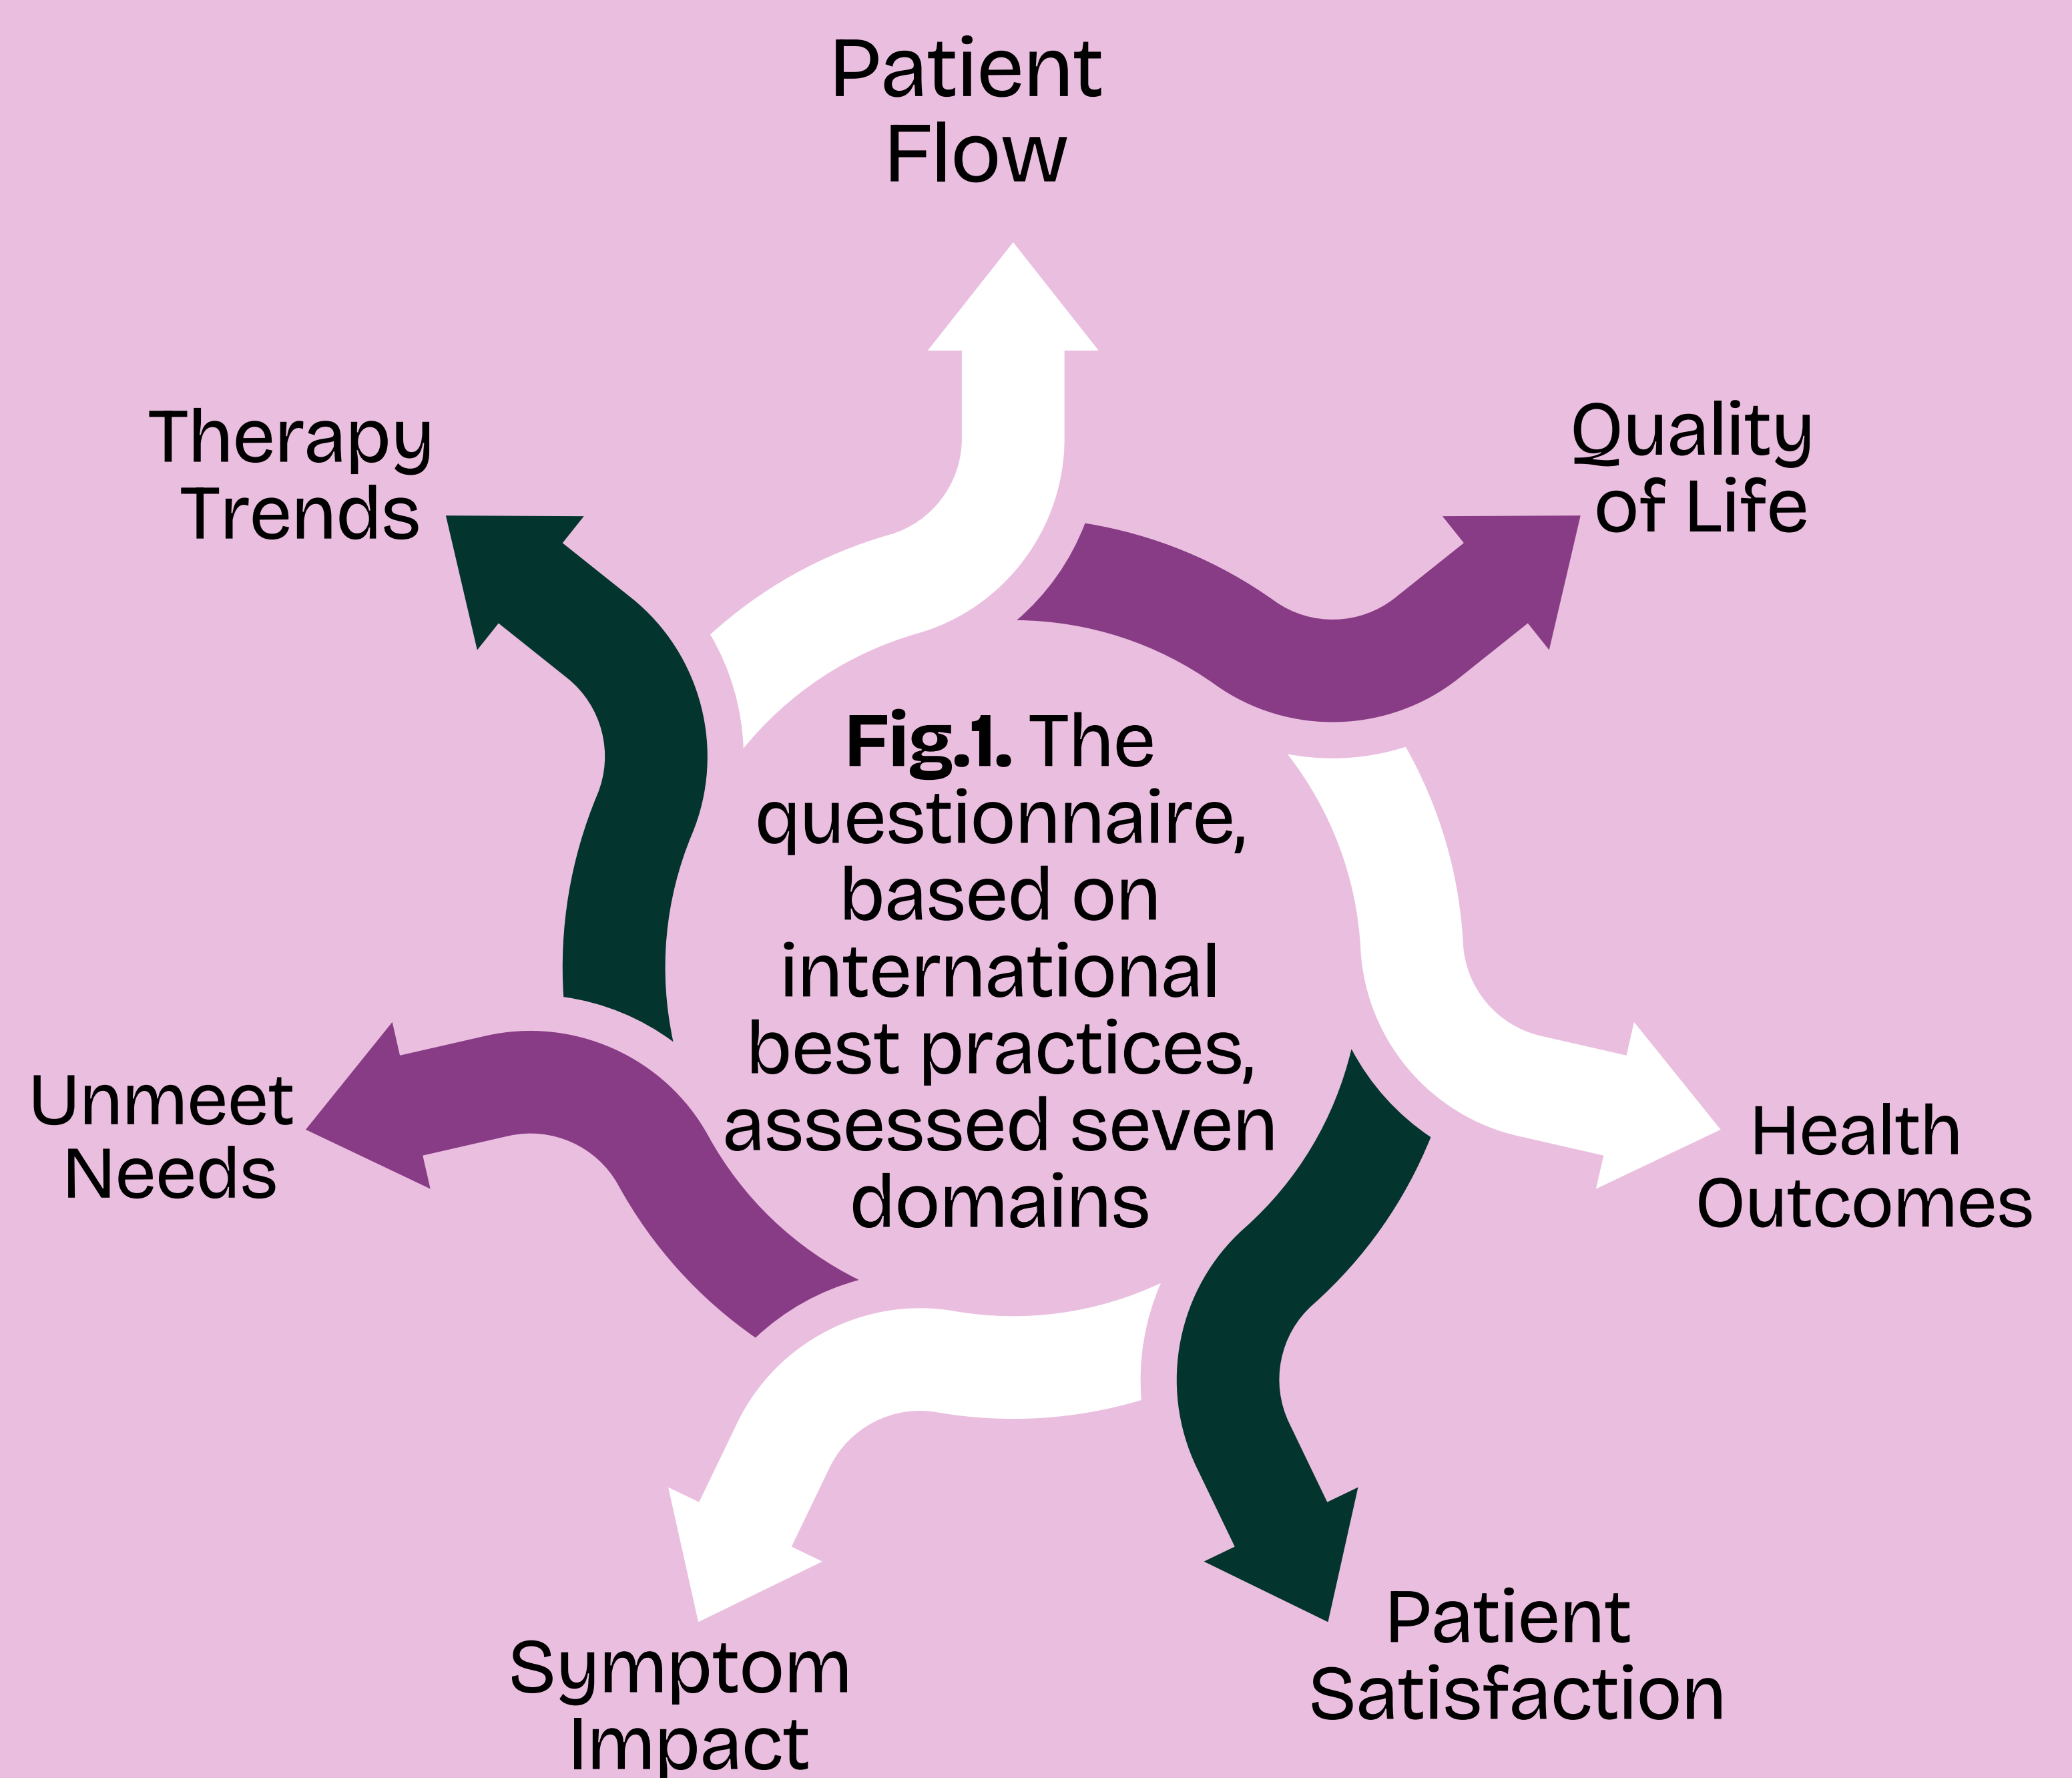 Patient
Flow
Therapy
Trends
Quality
of Life
Fig.1. The
questionnaire,
based on
international
best practices,
assessed seven
domains
Unmeet
Needs
Health
Outcomes
Symptom
Impact
Patient
Satisfaction